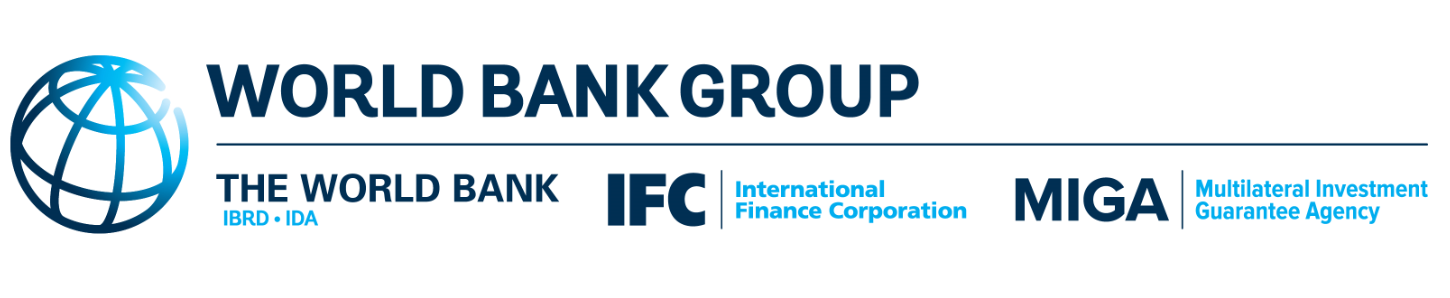 WORLD BANK GROUP
THE WORLD BANK
IBRD • IDA
IFC
International
Finance Corporation
MIGA
Multilateral Investment
Guarantee Agency